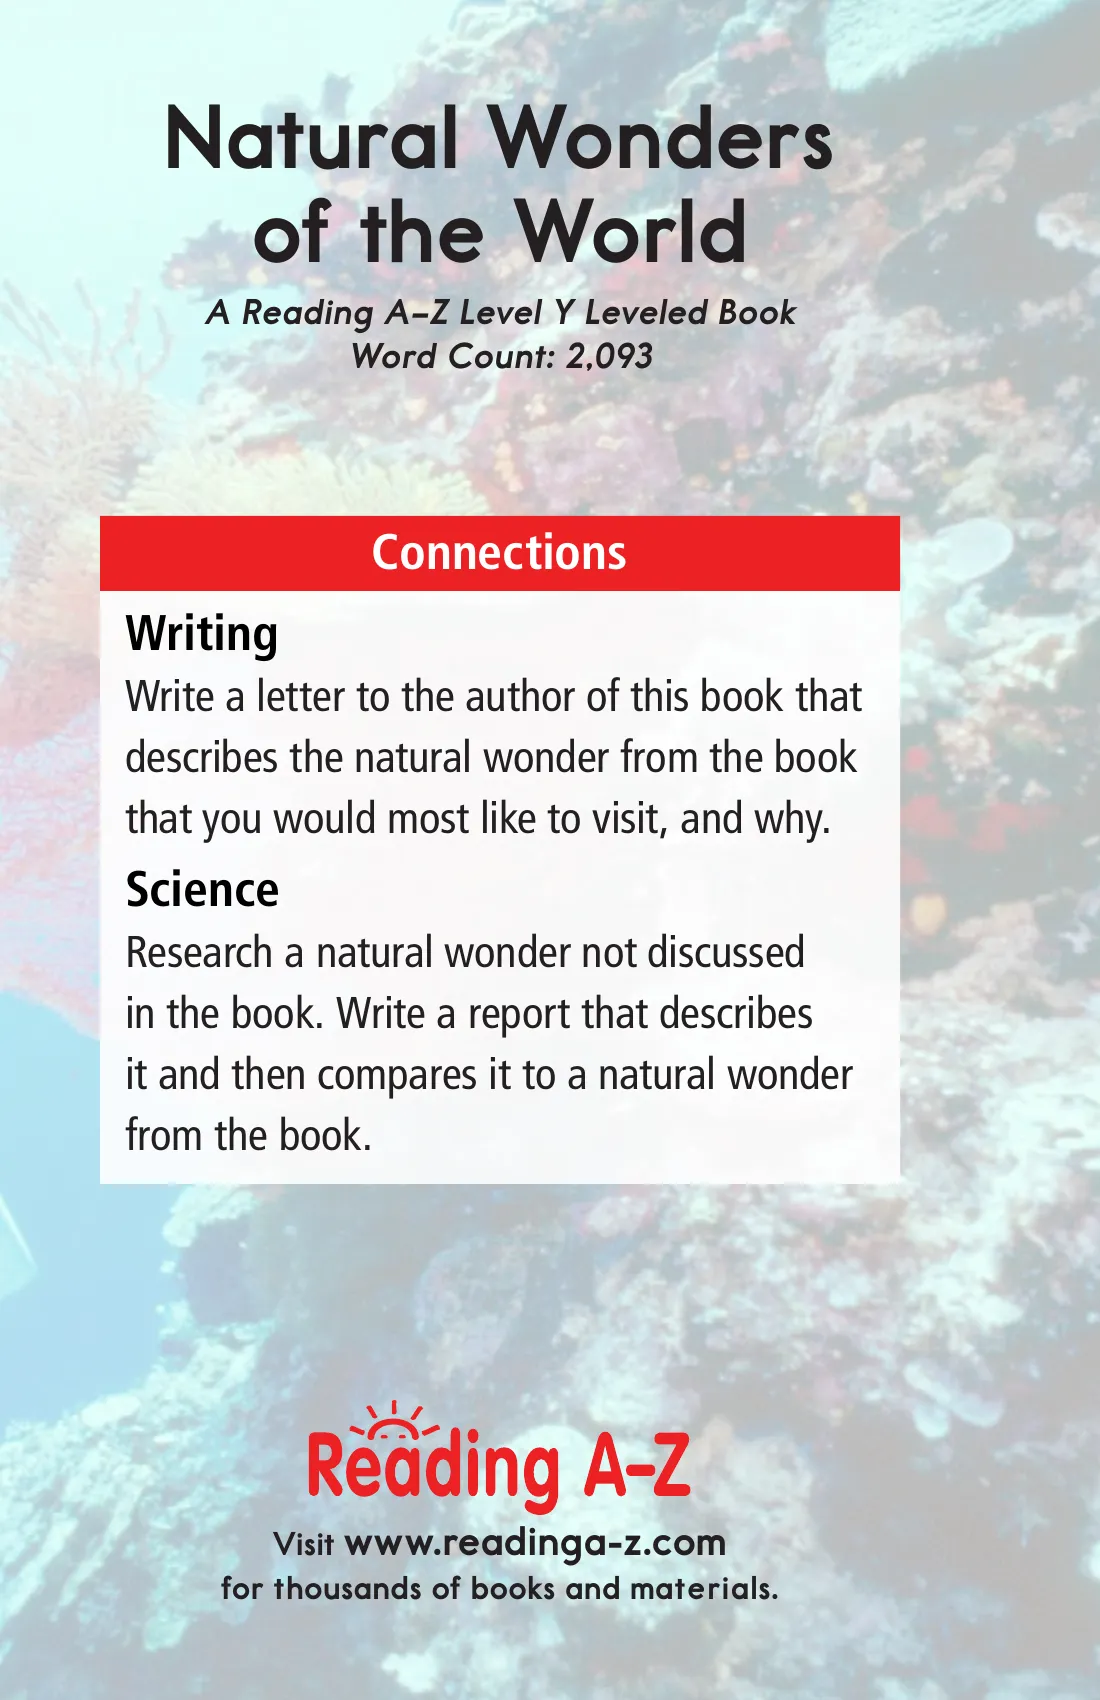 Natural Wonders
of the World
A Reading A–Z Level Y Leveled Book
Word Count: 2,093
Connections
Writing
Write a letter to the author of this book that
describes the natural wonder from the book
that you would most like to visit, and why.
Science
Research a natural wonder not discussed
in the book. Write a report that describes
it and then compares it to a natural wonder
from the book.
Reading A–Z
Visit www.readinga-z.com
for thousands of books and materials.